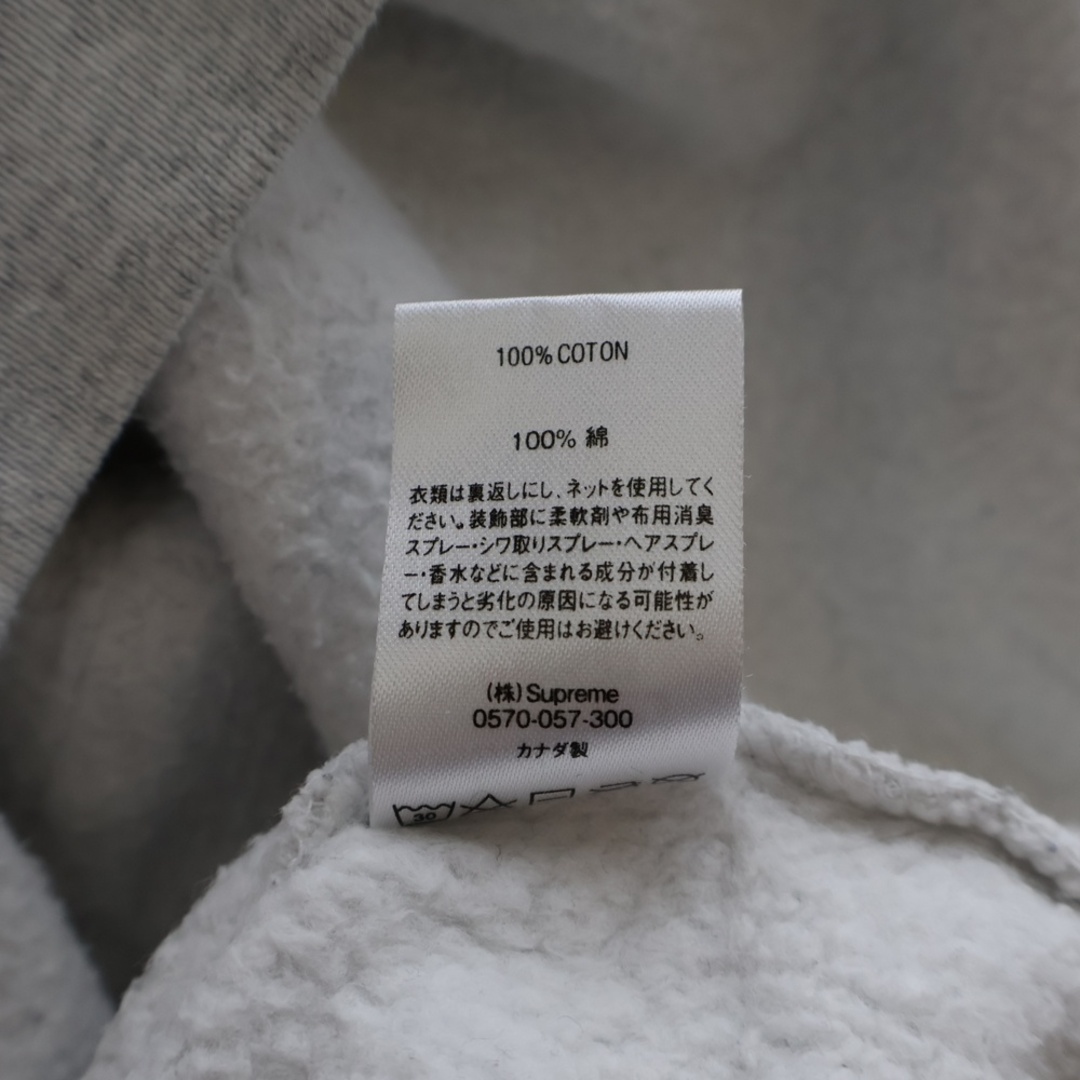 100% COTON
100% 綿
衣類は裏返しにし、ネットを使用してく
ださい。装飾部に柔軟剤や布用消臭
スプレー・シワ取りスプレー・ヘアスプレ
ー・香水などに含まれる成分が付着し
てしまうと劣化の原因になる可能性が
ありますのでご使用はお避けください。
(株)Supreme
0570-057-300
カナダ製
30